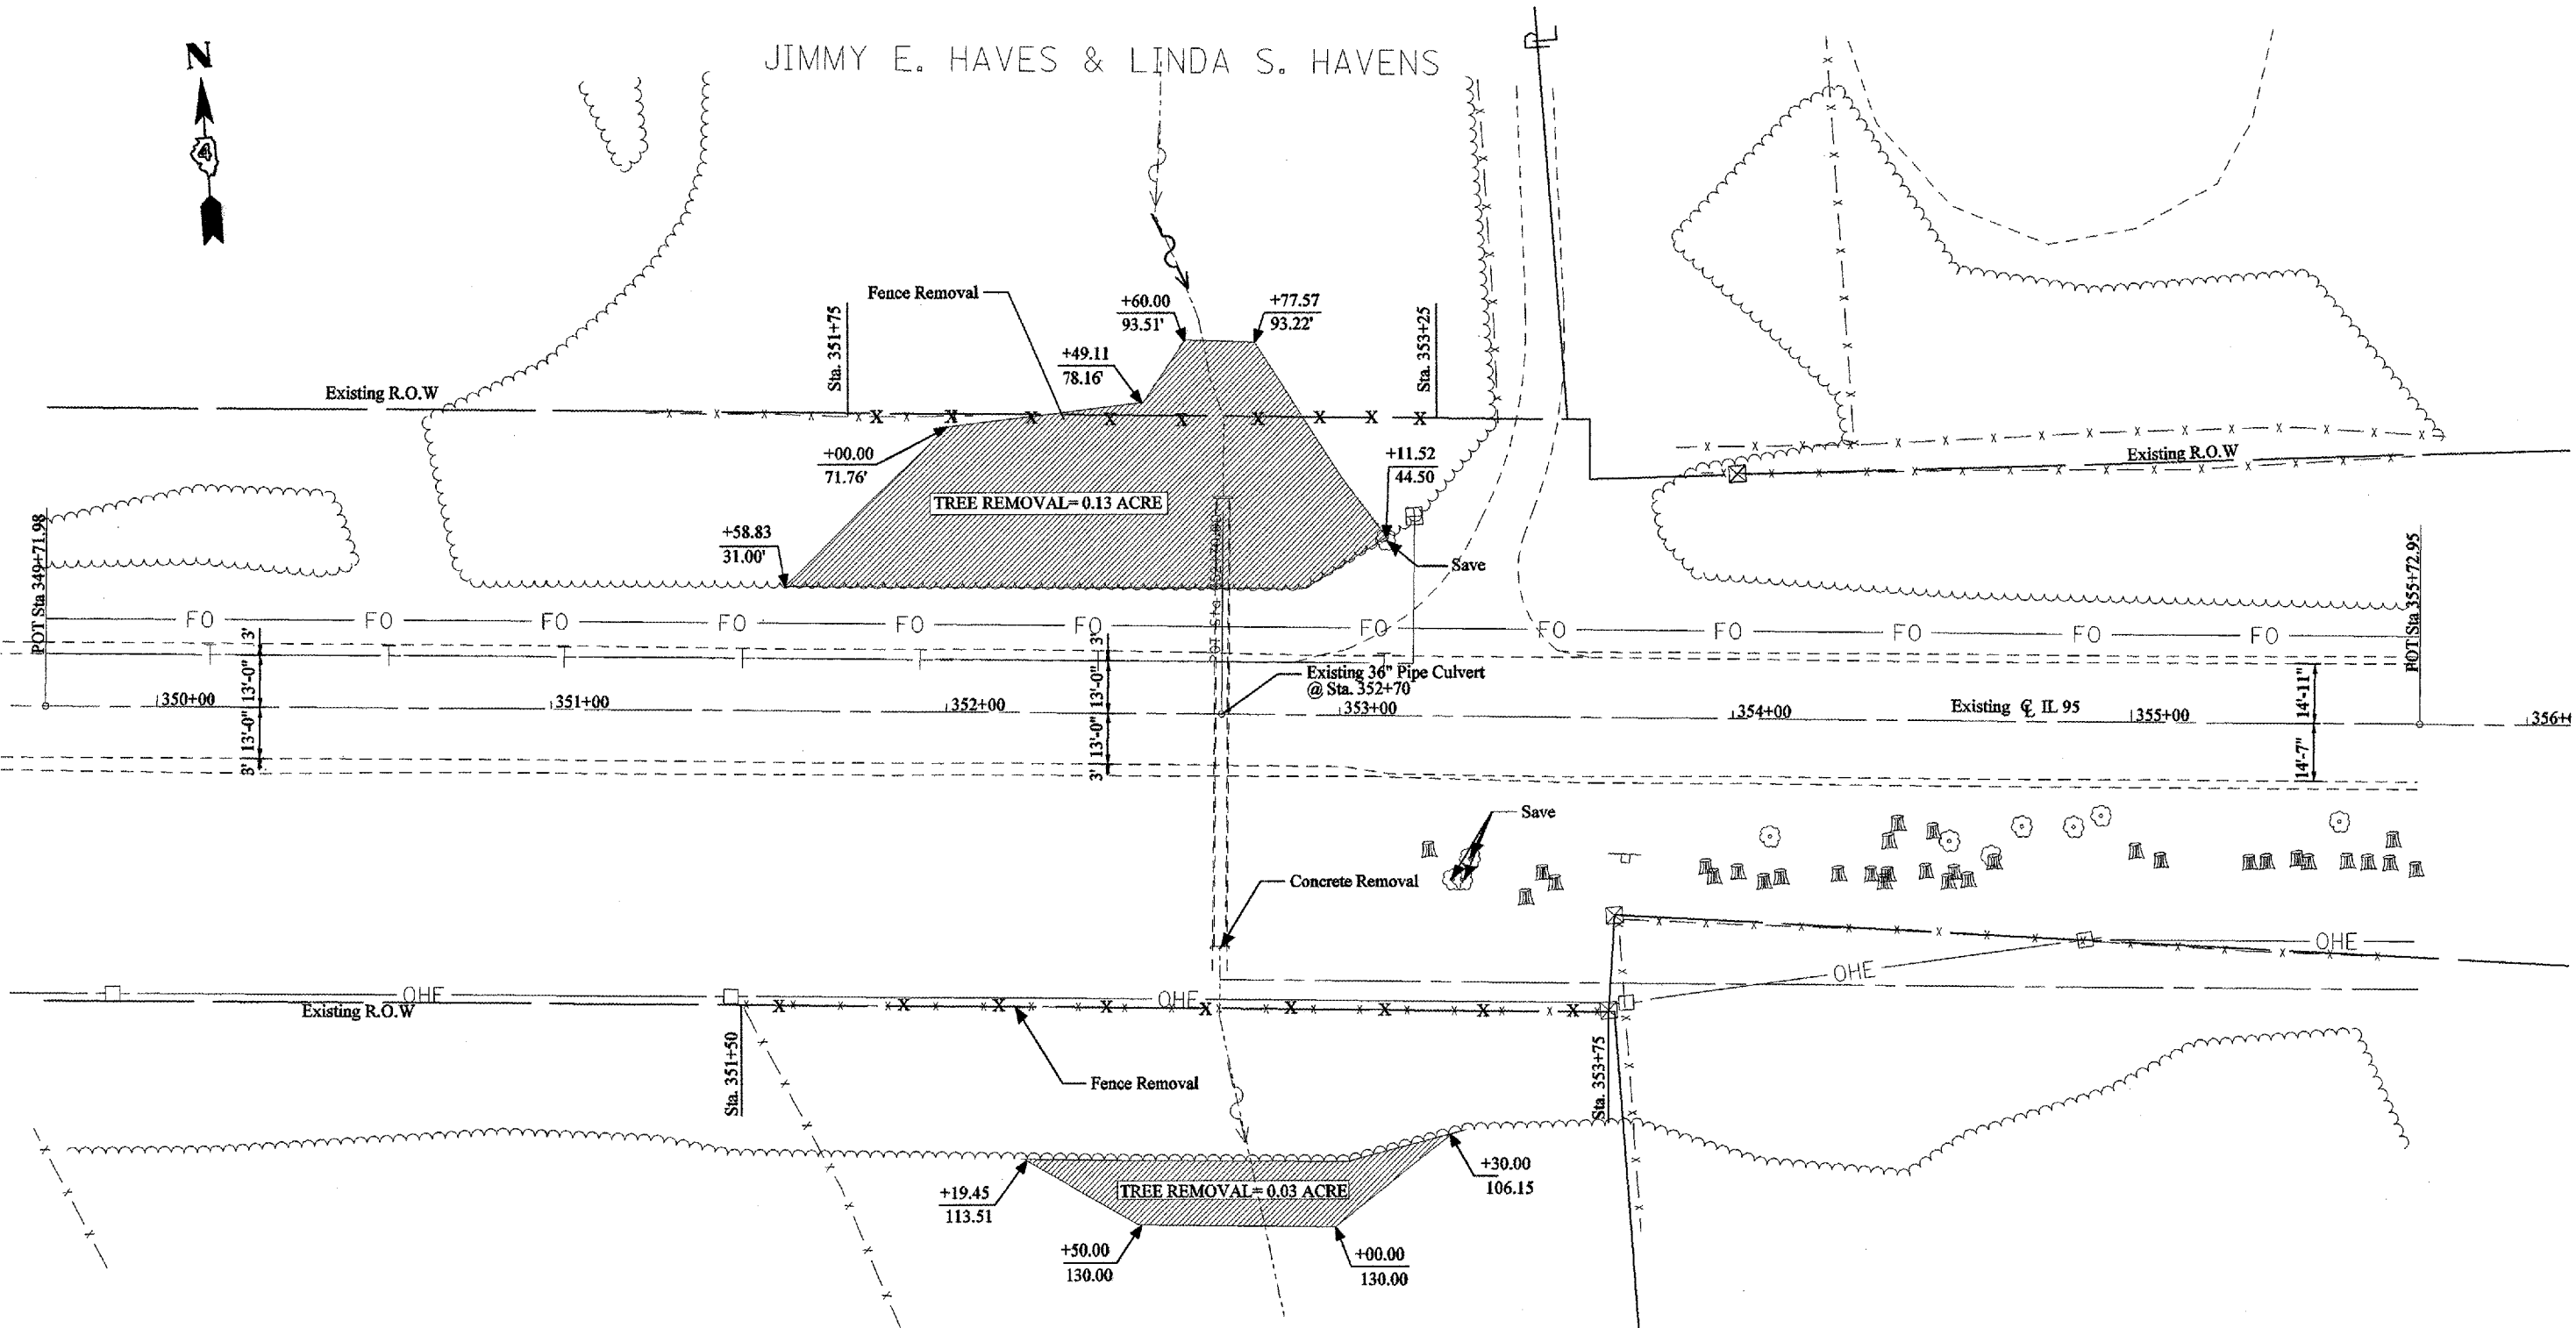 N
4
JIMMY E. HAVES & LINDA S. HAVENS
PL
Fence Removal
Sta. 351+75
+60.00
93.51'
+77.57
93.22'
Sta. 353+25
+49.11
78.16'
Existing R.O.W
+00.00
71.76'
+11.52
44.50
Existing R.O.W
TREE REMOVAL= 0.13 ACRE
+58.83
31.00'
Save
POT Sta 349+71.98
POT Sta 355+72.95
FO FO FO FO FO FO FO FO FO FO FO FO
3'
13'-0"
13'-0"
3'
3'
13'-0"
13'-0"
3'
Existing 36" Pipe Culvert
@ Sta. 352+70
350+00 351+00 352+00 353+00 354+00
Existing ℄ IL 95
355+00
14'-11"
14'-7"
Save
Concrete Removal
OHE
OHE
OHE
OHE
Existing R.O.W
Sta. 351+50
Fence Removal
Sta. 353+75
+19.45
113.51
TREE REMOVAL= 0.03 ACRE
+30.00
106.15
+50.00
130.00
+00.00
130.00